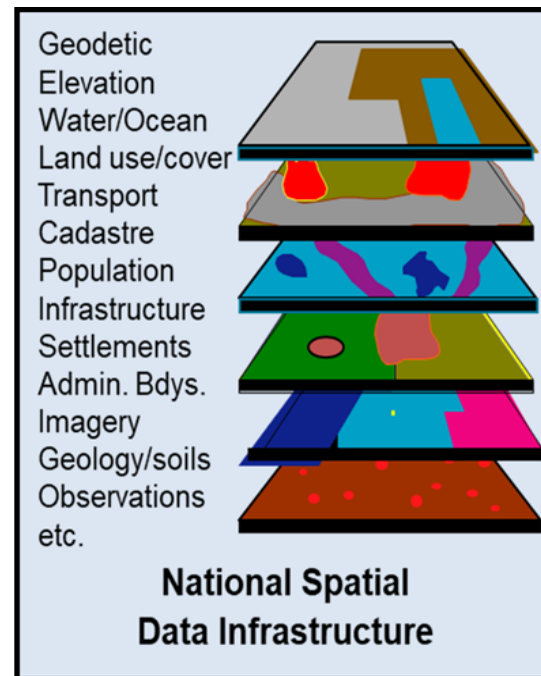 Geodetic
Elevation
Water/Ocean
Land use/cover
Transport
Cadastre
Population
Infrastructure
Settlements
Admin. Bdys.
Imagery
Geology/soils
Observations
etc.
National Spatial
Data Infrastructure